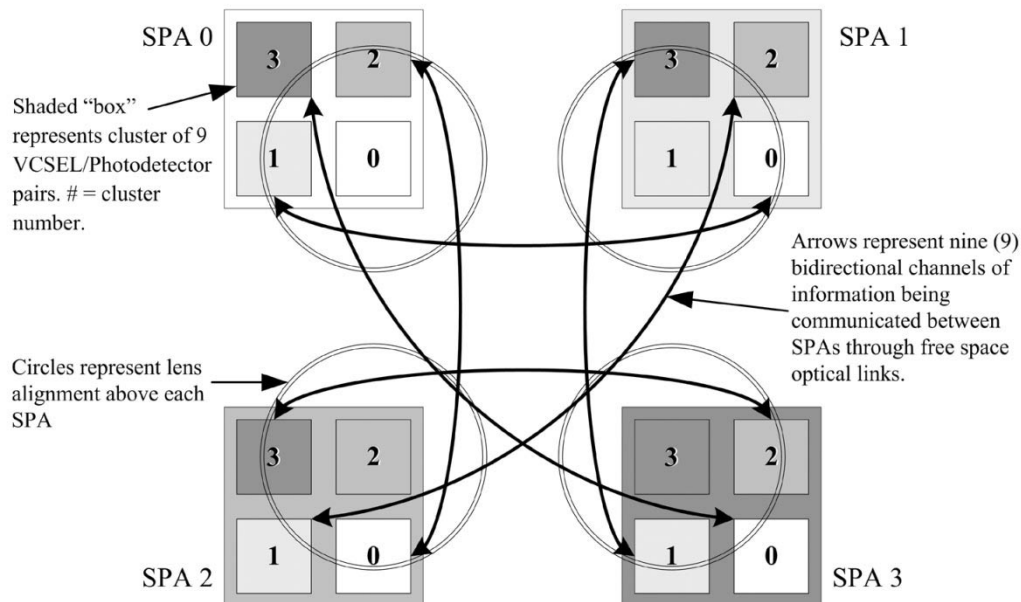 SPA 0
3
2
1
0
SPA 1
3
2
1
0
Shaded “box”
represents cluster of 9
VCSEL/Photodetector
pairs. # = cluster
number.
Arrows represent nine (9)
bidirectional channels of
information being
communicated between
SPAs through free space
optical links.
Circles represent lens
alignment above each
SPA
3
2
1
0
SPA 2
3
2
1
0
SPA 3